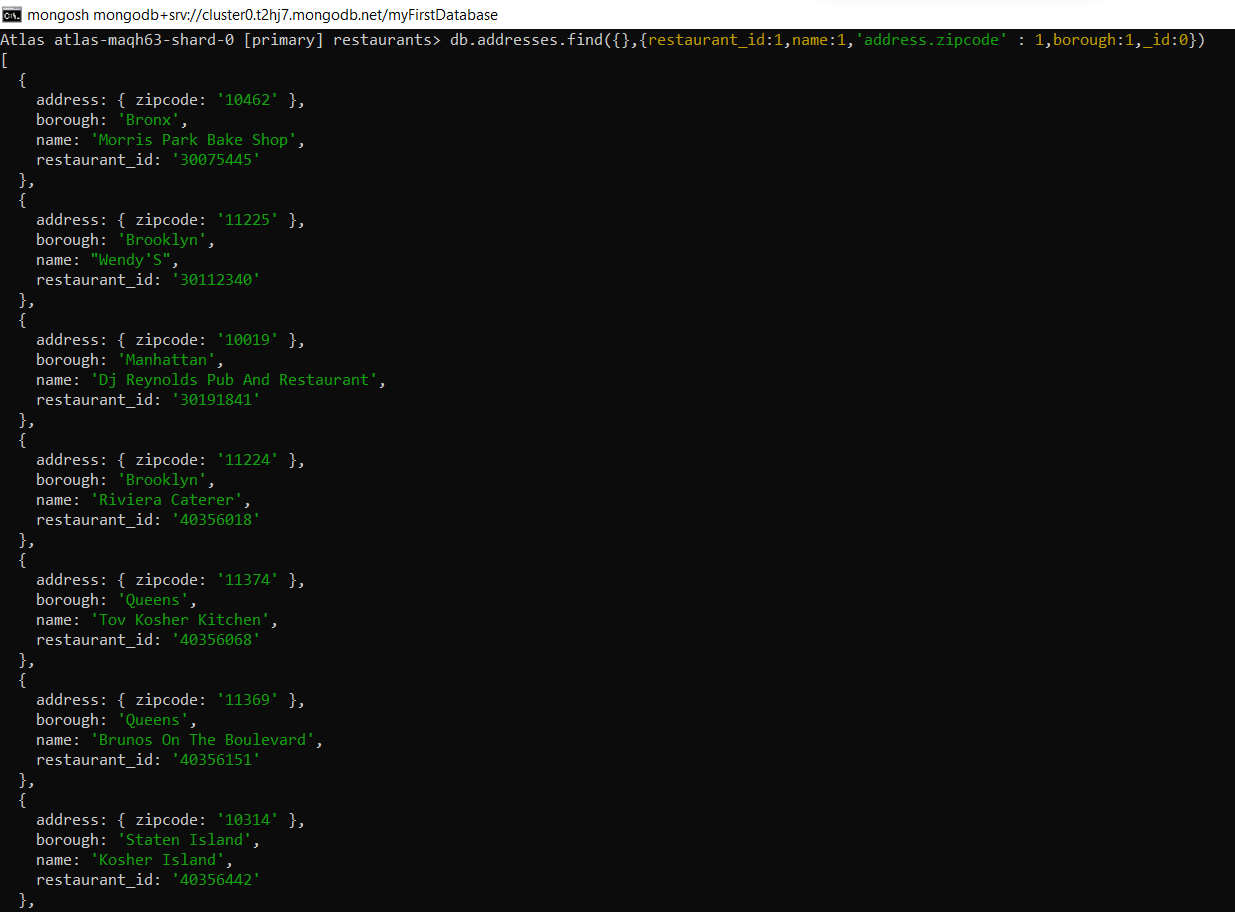 mongosh mongodb+srv://cluster0.t2hj7.mongodb.net/myFirstDatabase
Atlas atlas-maqh63-shard-0 [primary] restaurants> db.addresses.find({},{restaurant_id:1,name:1,'address.zipcode' : 1,borough:1,_id:0})
[
  {
    address: { zipcode: '10462' },
    borough: 'Bronx',
    name: 'Morris Park Bake Shop',
    restaurant_id: '30075445'
  },
  {
    address: { zipcode: '11225' },
    borough: 'Brooklyn',
    name: "Wendy'S",
    restaurant_id: '30112340'
  },
  {
    address: { zipcode: '10019' },
    borough: 'Manhattan',
    name: 'Dj Reynolds Pub And Restaurant',
    restaurant_id: '30191841'
  },
  {
    address: { zipcode: '11224' },
    borough: 'Brooklyn',
    name: 'Riviera Caterer',
    restaurant_id: '40356018'
  },
  {
    address: { zipcode: '11374' },
    borough: 'Queens',
    name: 'Tov Kosher Kitchen',
    restaurant_id: '40356068'
  },
  {
    address: { zipcode: '11369' },
    borough: 'Queens',
    name: 'Brunos On The Boulevard',
    restaurant_id: '40356151'
  },
  {
    address: { zipcode: '10314' },
    borough: 'Staten Island',
    name: 'Kosher Island',
    restaurant_id: '40356442'
  },